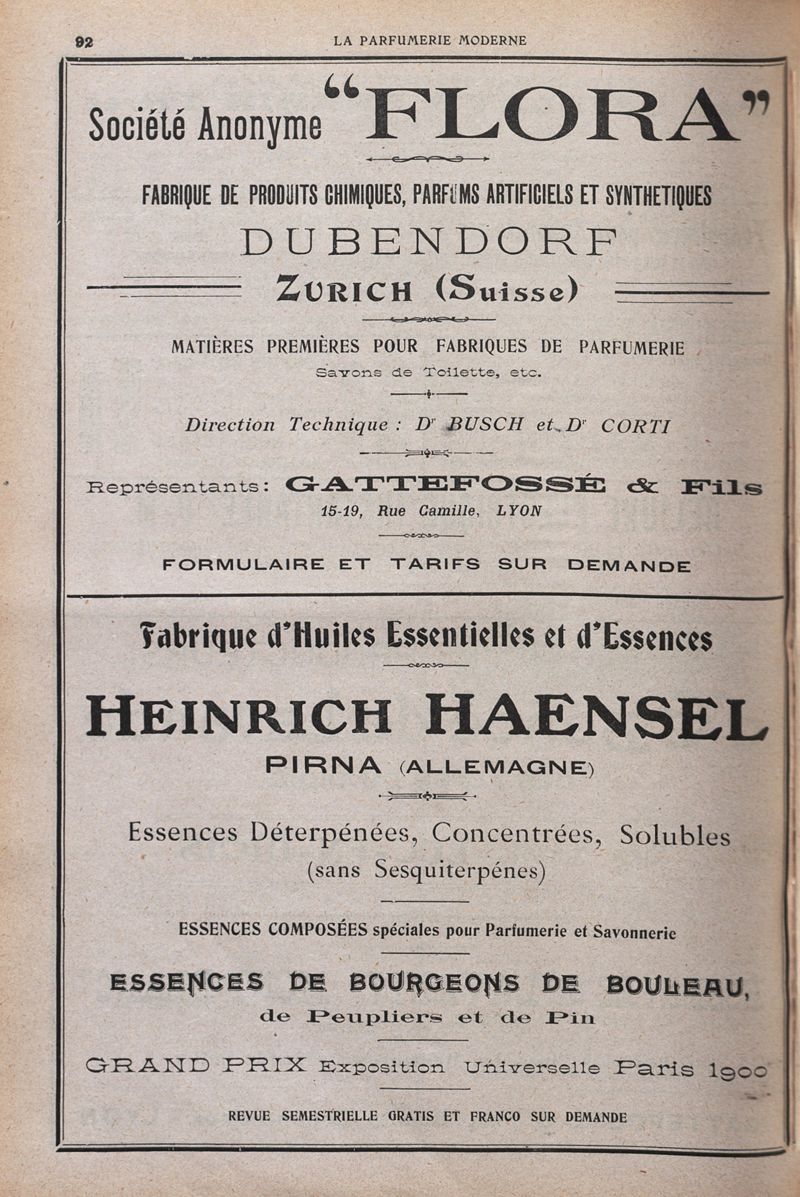 92
LA PARFUMERIE MODERNE
Société Anonyme “FLORA”
FABRIQUE DE PRODUITS CHIMIQUES, PARFUMS ARTIFICIELS ET SYNTHETIQUES
DUBENDORF
ZURICH (Suisse)
MATIÈRES PREMIÈRES POUR FABRIQUES DE PARFUMERIE
Savons de Toilette, etc.
Direction Technique : Dr BUSCH et Dr CORTI
Représentants: GATTEFOSSÉ & Fils
15-19, Rue Camille, LYON
FORMULAIRE ET TARIFS SUR DEMANDE
Fabrique d'Huiles Essentielles et d'Essences
HEINRICH HAENSEL
PIRNA (ALLEMAGNE)
Essences Déterpénées, Concentrées, Solubles
(sans Sesquiterpénes)
ESSENCES COMPOSÉES spéciales pour Parfumerie et Savonnerie
ESSENCES DE BOURGEONS DE BOULEAU,
de Peupliers et de Pin
GRAND PRIX Exposition Universelle Paris 1900
REVUE SEMESTRIELLE GRATIS ET FRANCO SUR DEMANDE